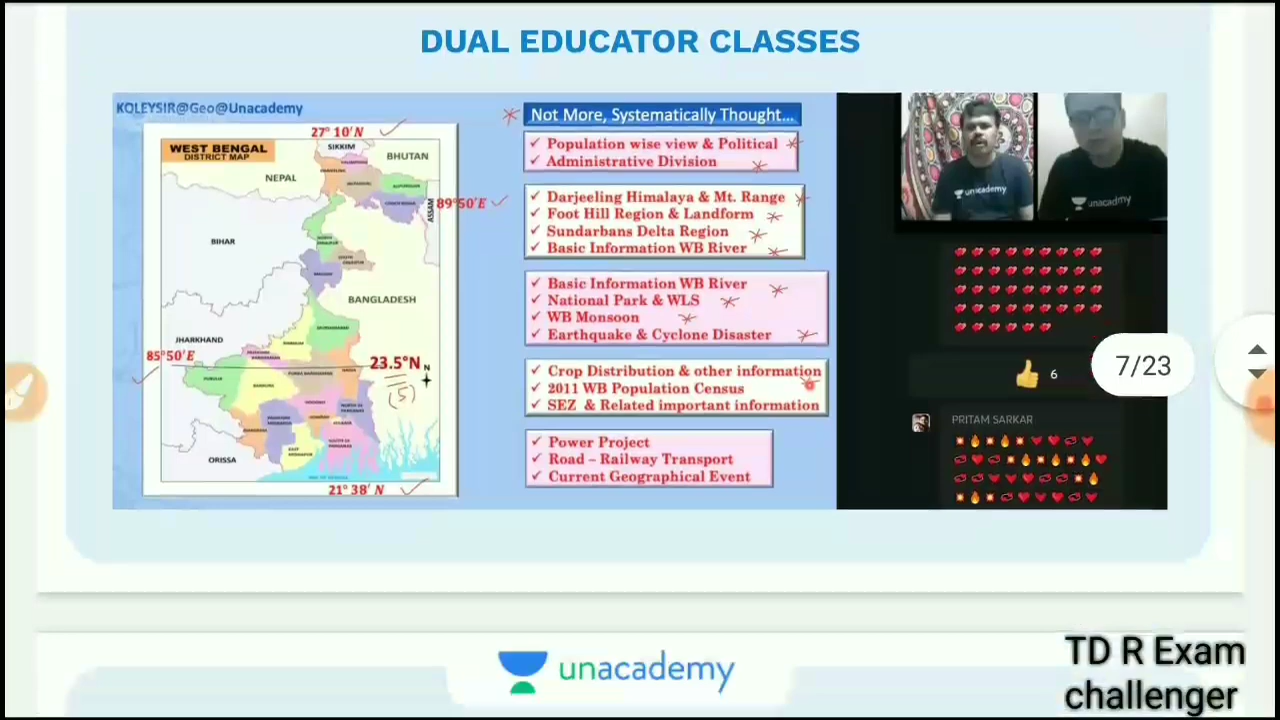 DUAL EDUCATOR CLASSES
KOLEYSIR@Geo@Unacademy
27° 10'N
WEST BENGAL
DISTRICT MAP
SIKKIM
BHUTAN
NEPAL
89°50'E
ASSAM
BIHAR
BANGLADESH
JHARKHAND
85°50'E
23.5°N
N
(5)
ORISSA
21° 38' N
Not More, Systematically Thought...
✓ Population wise view & Political
✓ Administrative Division
✓ Darjeeling Himalaya & Mt. Range
✓ Foot Hill Region & Landform
✓ Sundarbans Delta Region
✓ Basic Information WB River
✓ Basic Information WB River
✓ National Park & WLS
✓ WB Monsoon
✓ Earthquake & Cyclone Disaster
✓ Crop Distribution & other information
✓ 2011 WB Population Census
✓ SEZ & Related important information
✓ Power Project
✓ Road – Railway Transport
✓ Current Geographical Event
unacademy
unacademy
6
7/23
PRITAM SARKAR
unacademy
TD R Exam
challenger